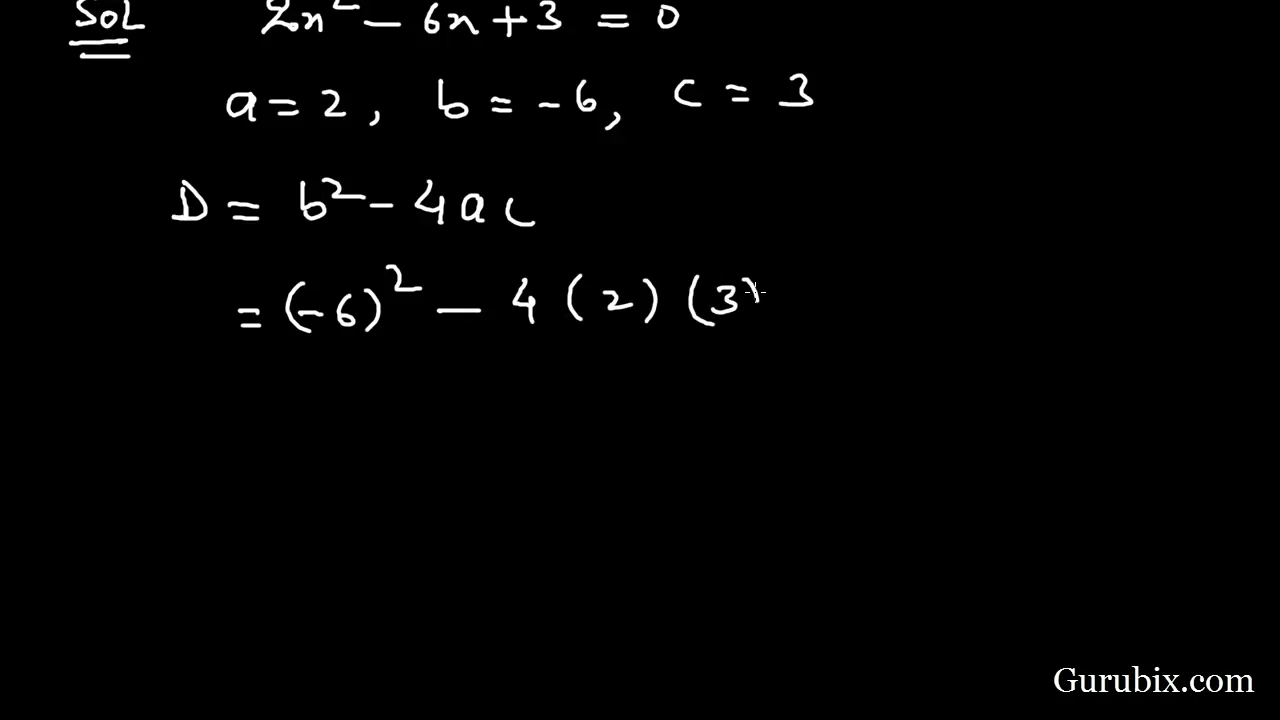 Sol 2x² - 6x + 3 = 0
a = 2, b = -6, c = 3
D = b² - 4ac
= (-6)² - 4(2)(3)
Gurubix.com